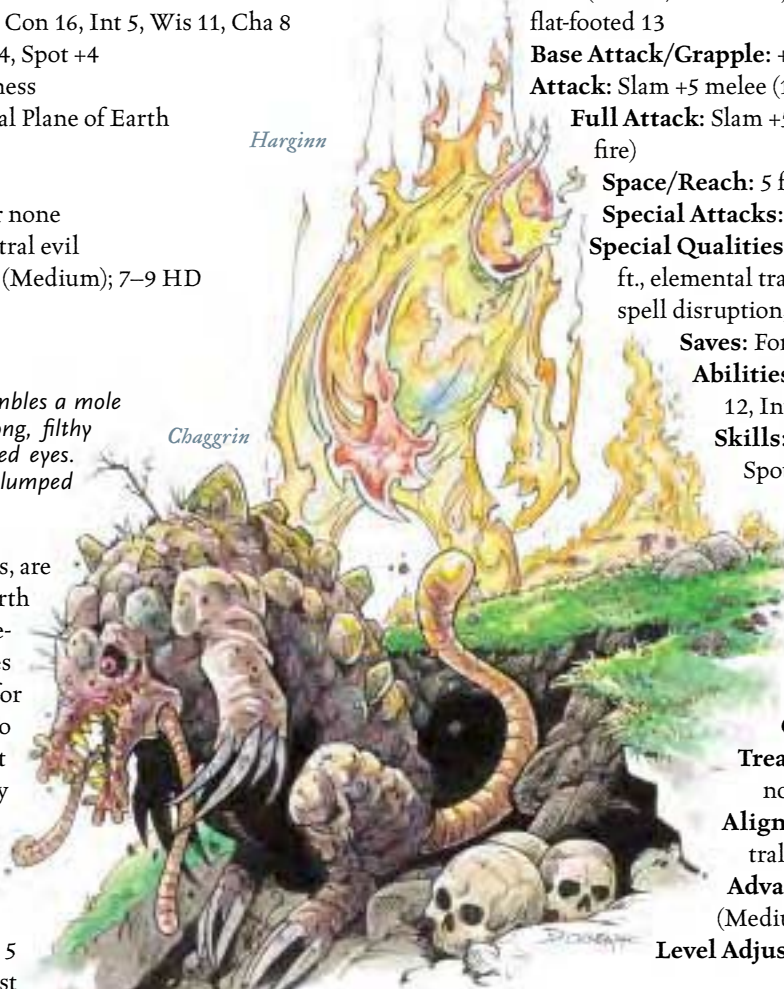 Con 16, Int 5, Wis 11, Cha 8
4, Spot +4
ness
al Plane of Earth
r none
tral evil
(Medium); 7–9 HD
mbles a mole
ong, filthy
ed eyes.
lumped
s, are
rth
e-
es
for
o
t
y
5
st
Harginn
Chaggrin
flat-footed 13
Base Attack/Grapple: +
Attack: Slam +5 melee (1
Full Attack: Slam +5
fire)
Space/Reach: 5 f
Special Attacks:
Special Qualities
ft., elemental tra
spell disruption
Saves: For
Abilities
12, In
Skills:
Spo
Trea
no
Align
tral
Adva
(Mediu
Level Adjus